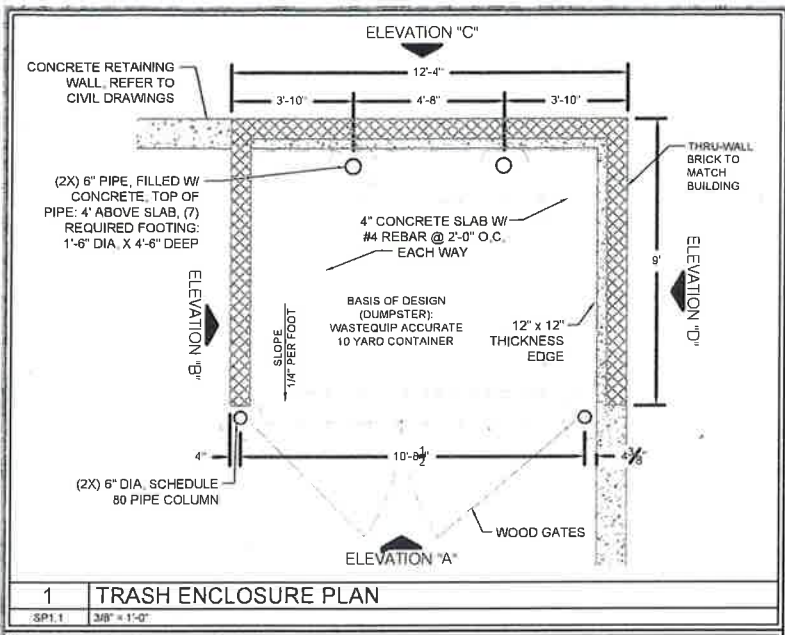 ELEVATION "C"
12'-4"
3'-10"
4'-8"
3'-10"
CONCRETE RETAINING
WALL, REFER TO
CIVIL DRAWINGS
(2X) 6" PIPE, FILLED W/
CONCRETE, TOP OF
PIPE: 4' ABOVE SLAB, (7)
REQUIRED FOOTING:
1'-6" DIA. X 4'-6" DEEP
THRU-WALL
BRICK TO
MATCH
BUILDING
4" CONCRETE SLAB W/
#4 REBAR @ 2'-0" O.C.
EACH WAY
ELEVATION "B"
SLOPE
1/4" PER FOOT
BASIS OF DESIGN
(DUMPSTER):
WASTEQUIP ACCURATE
10 YARD CONTAINER
12" x 12"
THICKNESS
EDGE
9'
ELEVATION "D"
4"
10'-8 1/2"
4 3/8"
(2X) 6" DIA. SCHEDULE
80 PIPE COLUMN
WOOD GATES
ELEVATION "A"
1
TRASH ENCLOSURE PLAN
SP1.1
3/8" = 1'-0"